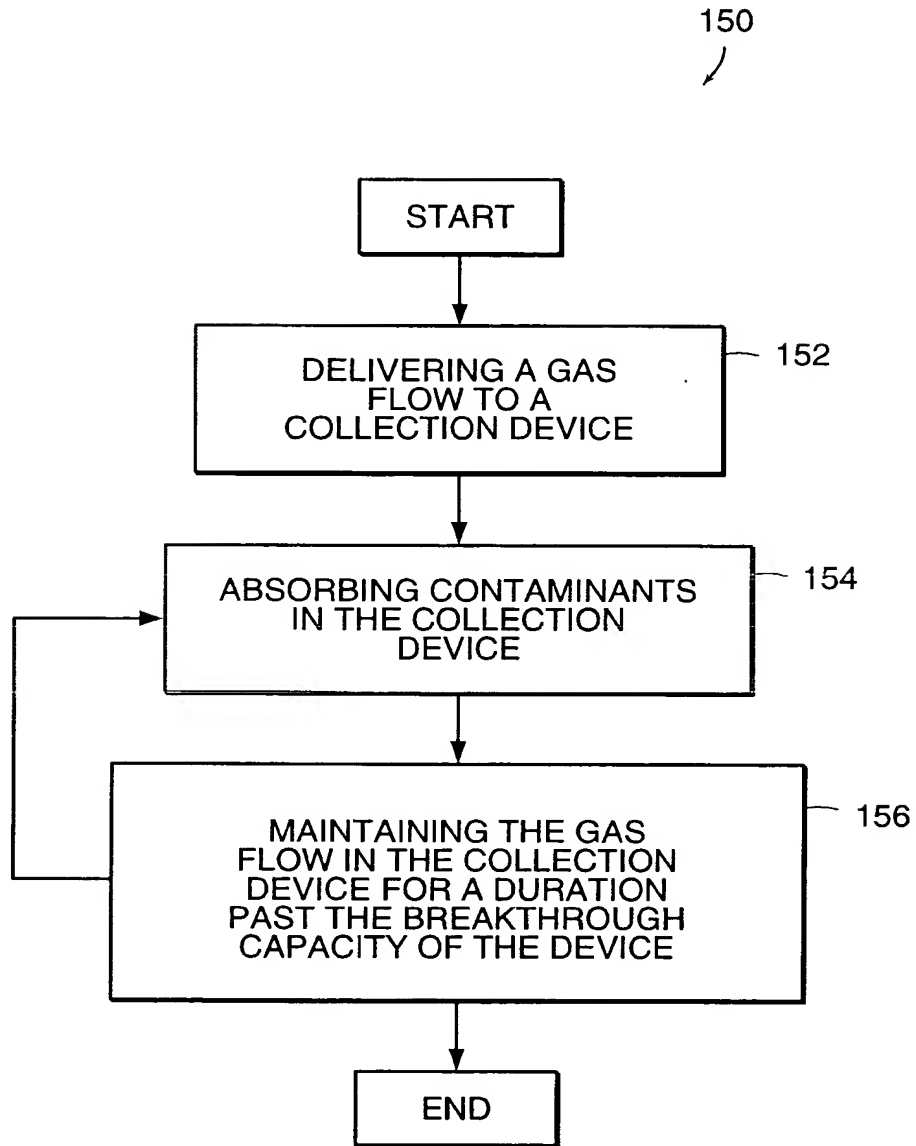 150
START
DELIVERING A GAS
FLOW TO A
COLLECTION DEVICE
152
ABSORBING CONTAMINANTS
IN THE COLLECTION
DEVICE
154
MAINTAINING THE GAS
FLOW IN THE COLLECTION
DEVICE FOR A DURATION
PAST THE BREAKTHROUGH
CAPACITY OF THE DEVICE
156
END